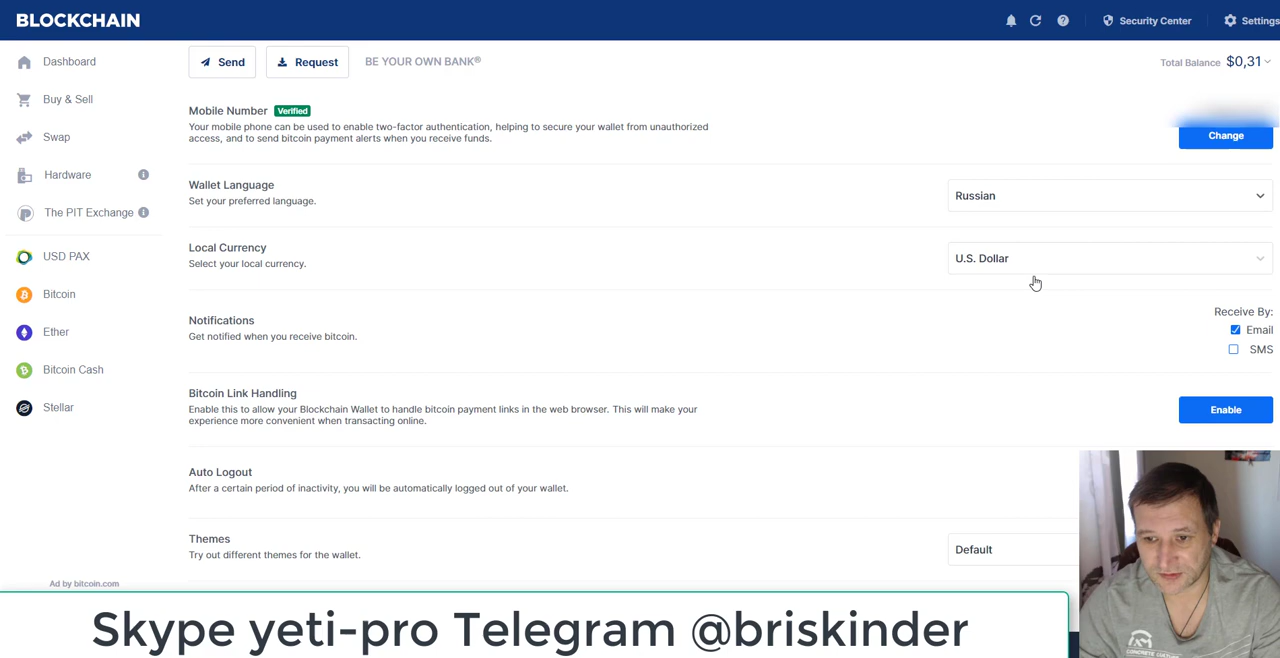 BLOCKCHAIN
Security Center
Settings
Dashboard
Send
Request
BE YOUR OWN BANK®
Total Balance $0,31
Buy & Sell
Mobile Number Verified
Your mobile phone can be used to enable two-factor authentication, helping to secure your wallet from unauthorized
access, and to send bitcoin payment alerts when you receive funds.
Change
Swap
Hardware
Wallet Language
Set your preferred language.
Russian
The PIT Exchange
Local Currency
Select your local currency.
U.S. Dollar
USD PAX
Bitcoin
Notifications
Get notified when you receive bitcoin.
Receive By:
Email
SMS
Ether
Bitcoin Cash
Bitcoin Link Handling
Enable this to allow your Blockchain Wallet to handle bitcoin payment links in the web browser. This will make your
experience more convenient when transacting online.
Enable
Stellar
Auto Logout
After a certain period of inactivity, you will be automatically logged out of your wallet.
Themes
Try out different themes for the wallet.
Default
Ad by bitcoin.com
Skype yeti-pro Telegram @briskinder